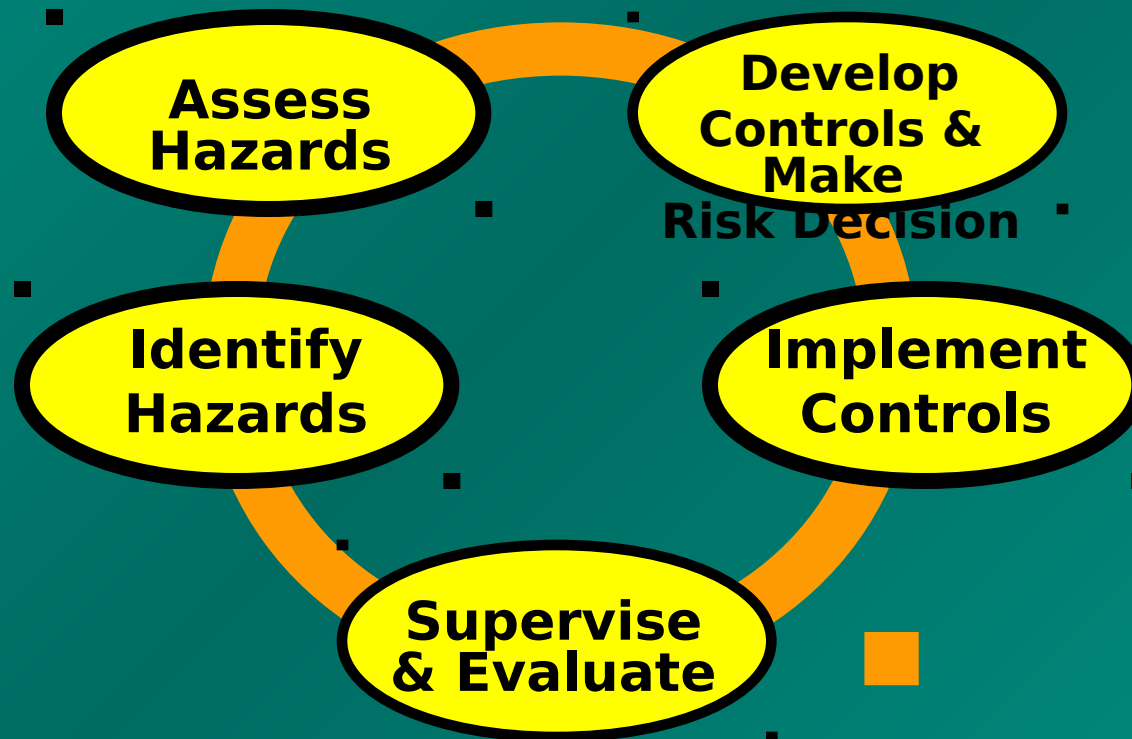 Assess
Hazards
Develop
Controls &
Make
Risk Decision
Identify
Hazards
Implement
Controls
Supervise
& Evaluate